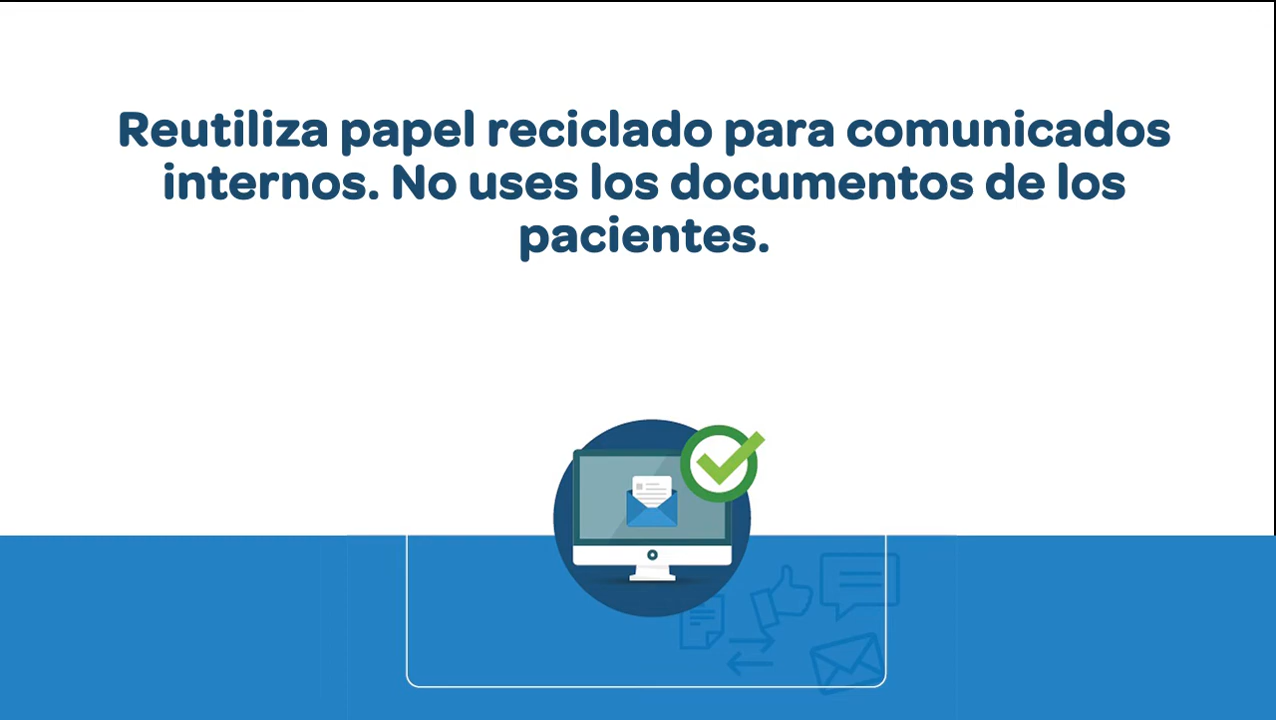 Reutiliza papel reciclado para comunicados
internos. No uses los documentos de los
pacientes.